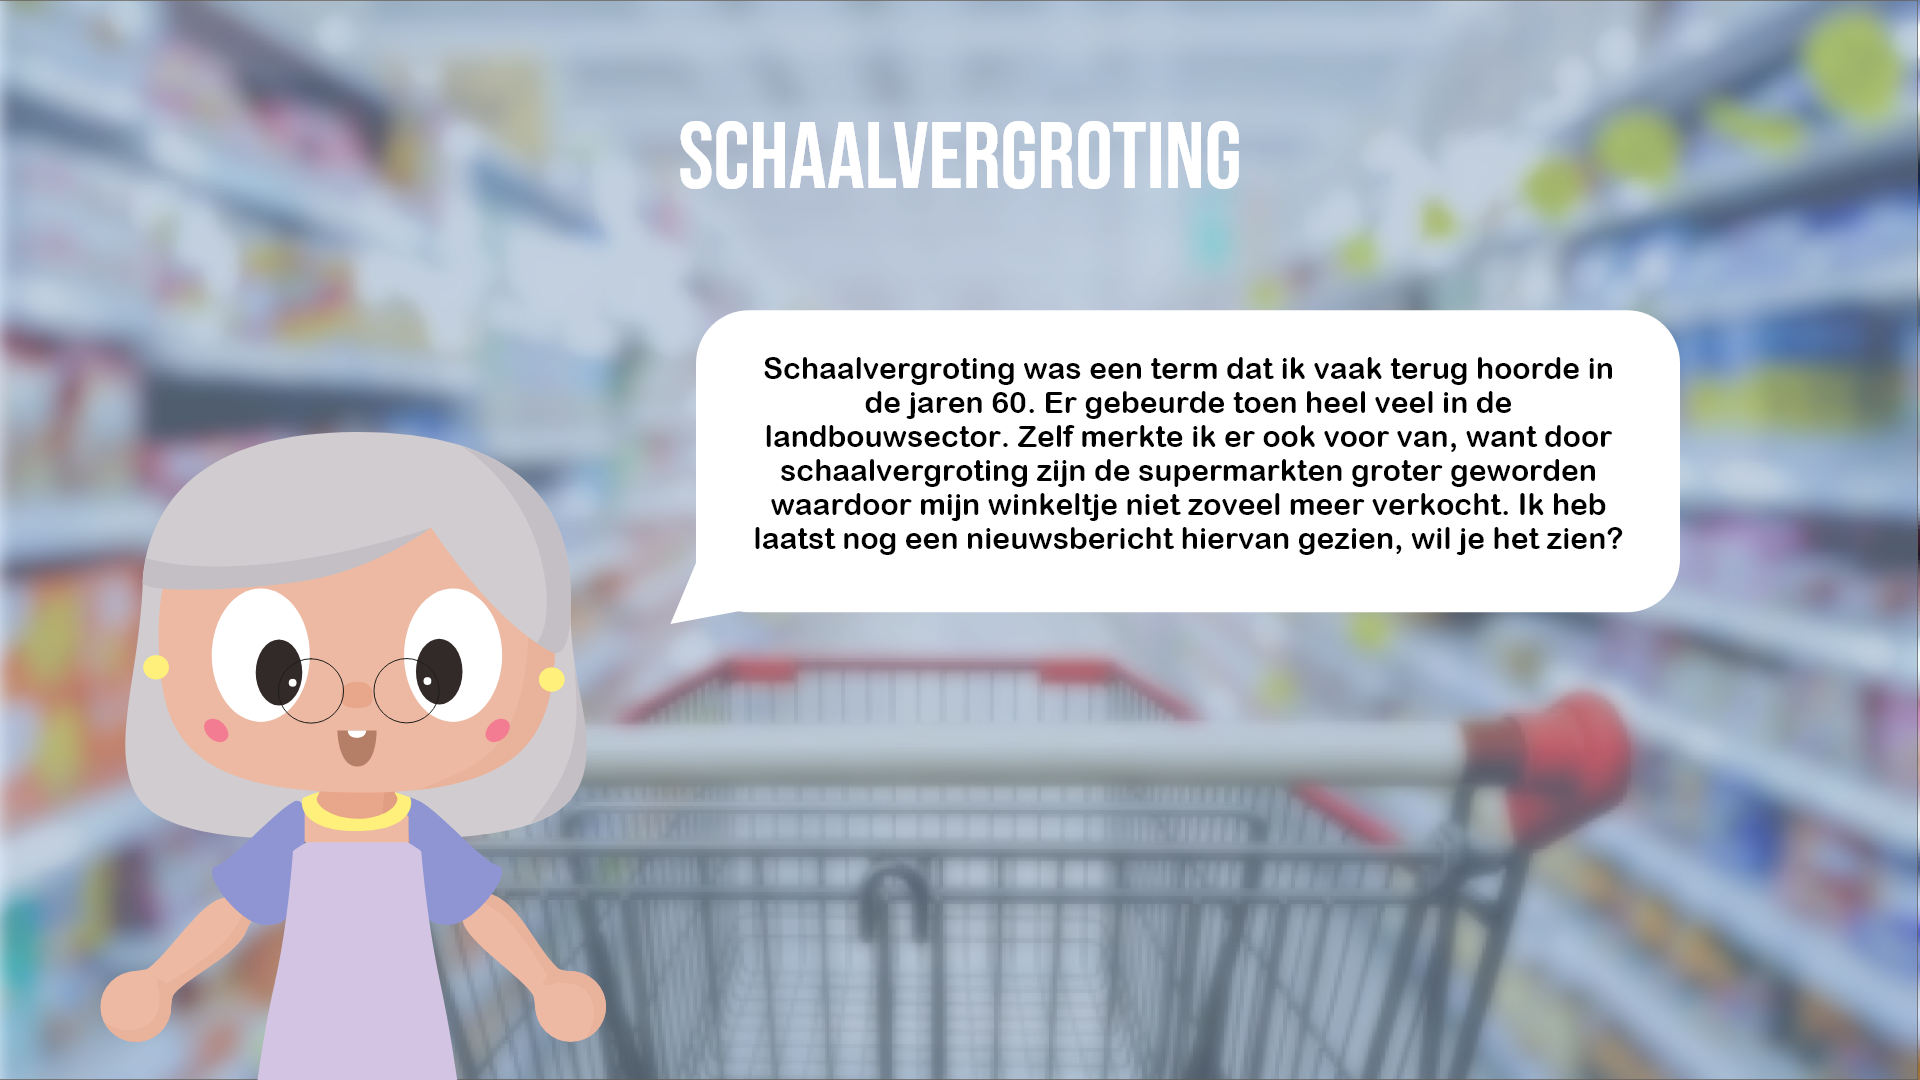 SCHAALVERGROTING
Schaalvergroting was een term dat ik vaak terug hoorde in
de jaren 60. Er gebeurde toen heel veel in de
landbouwsector. Zelf merkte ik er ook voor van, want door
schaalvergroting zijn de supermarkten groter geworden
waardoor mijn winkeltje niet zoveel meer verkocht. Ik heb
laatst nog een nieuwsbericht hiervan gezien, wil je het zien?